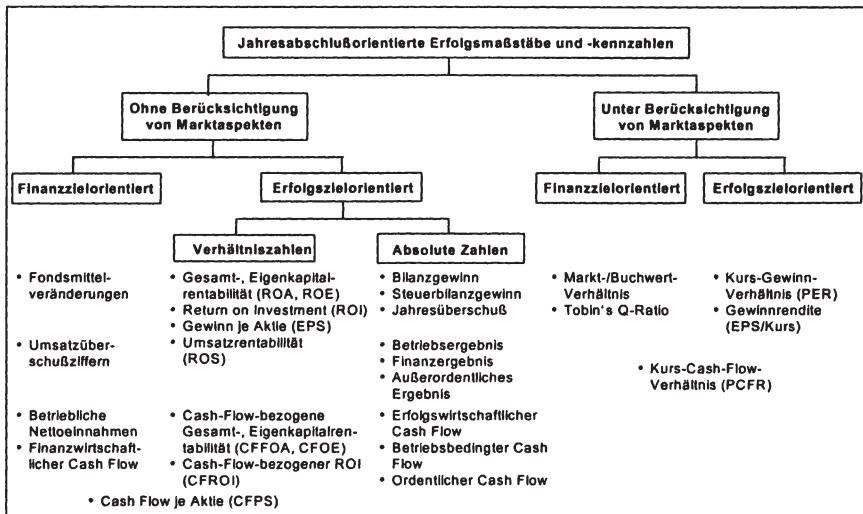 Jahresabschlußorientierte Erfolgsmaßstäbe und -kennzahlen
Ohne Berücksichtigung
von Marktaspekten
Unter Berücksichtigung
von Marktaspekten
Finanzzielorientiert
Erfolgszielorientiert
Finanzzielorientiert
Erfolgszielorientiert
Verhältniszahlen
Absolute Zahlen
• Fondsmittel-
veränderungen
• Umsatzüber-
schußziffern
• Betriebliche
Nettoeinnahmen
• Finanzwirtschaft-
licher Cash Flow
• Gesamt-, Eigenkapital-
rentabilität (ROA, ROE)
• Return on Investment (ROI)
• Gewinn je Aktie (EPS)
• Umsatzrentabilität
(ROS)
• Cash-Flow-bezogene
Gesamt-, Eigenkapitalren-
tabilität (CFFOA, CFOE)
• Cash-Flow-bezogener ROI
(CFROI)
• Cash Flow je Aktie (CFPS)
• Bilanzgewinn
• Steuerbilanzgewinn
• Jahresüberschuß
• Betriebsergebnis
• Finanzergebnis
• Außerordentliches
Ergebnis
• Erfolgswirtschaftlicher
Cash Flow
• Betriebsbedingter Cash
Flow
• Ordentlicher Cash Flow
• Markt-/Buchwert-
Verhältnis
• Tobin's Q-Ratio
• Kurs-Gewinn-
Verhältnis (PER)
• Gewinnrendite
(EPS/Kurs)
• Kurs-Cash-Flow-
Verhältnis (PCFR)